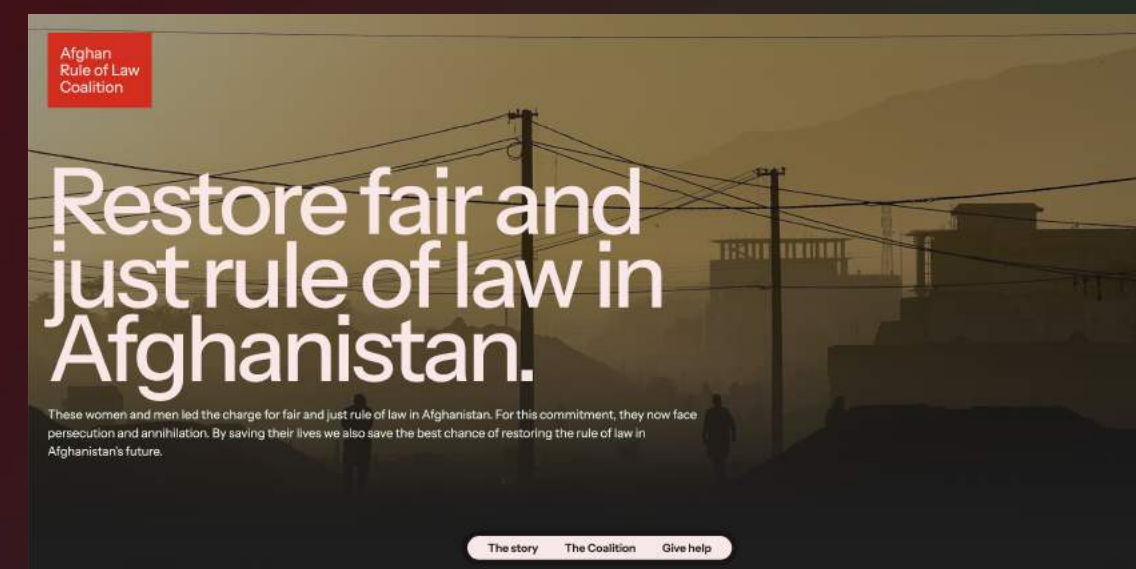 Afghan
Rule of Law
Coalition
Restore fair and
just rule of law in
Afghanistan.
These women and men led the charge for fair and just rule of law in Afghanistan. For this commitment, they now face
persecution and annihilation. By saving their lives we also save the best chance of restoring the rule of law in
Afghanistan's future.
The story The Coalition Give help